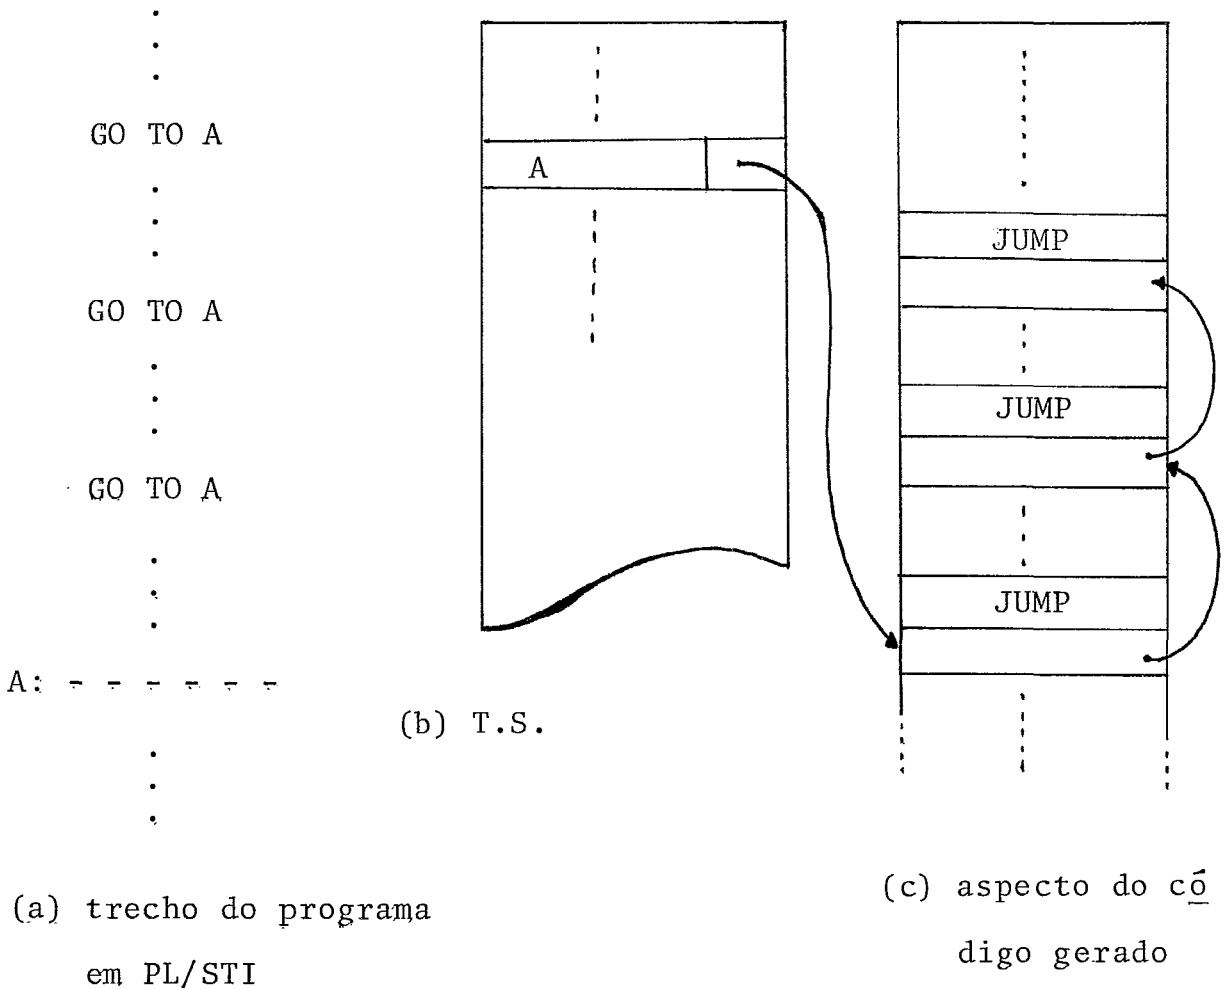 GO TO A
GO TO A
GO TO A
A: - - - - - -
(a) trecho do programa
em PL/STI
A
(b) T.S.
JUMP
JUMP
JUMP
(c) aspecto do có
digo gerado